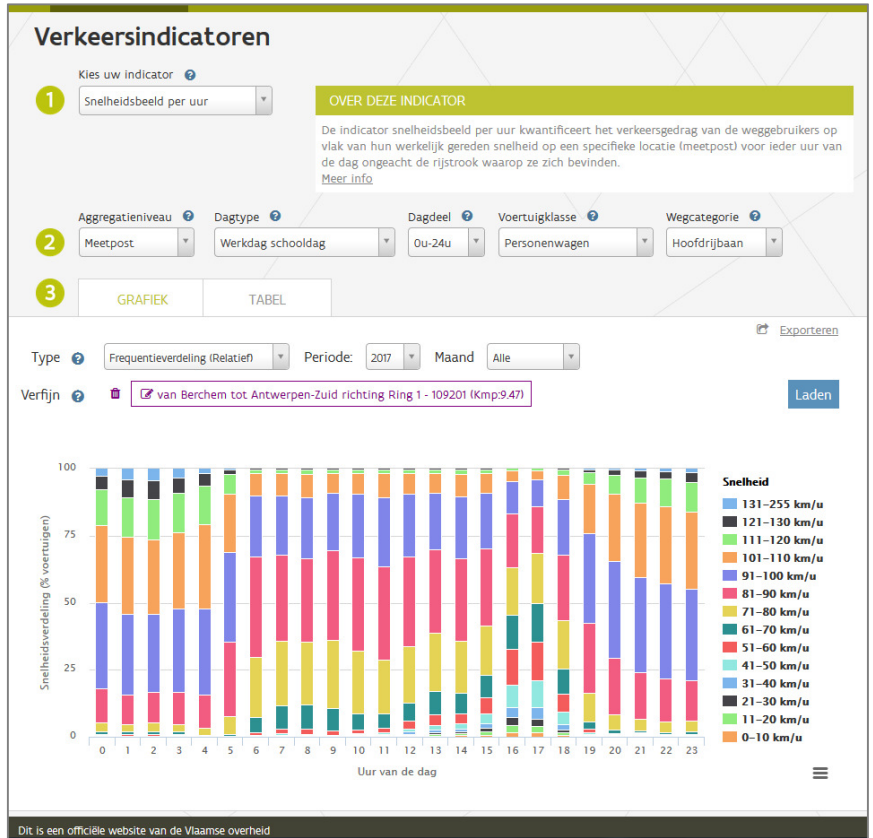 Verkeersindicatoren
Kies uw indicator ?
1 Snelheidsbeeld per uur
OVER DEZE INDICATOR
De indicator snelheidsbeeld per uur kwantificeert het verkeersgedrag van de weggebruikers op
vlak van hun werkelijk gereden snelheid op een specifieke locatie (meetpost) voor ieder uur van
de dag ongeacht de rijstrook waarop ze zich bevinden.
Meer info
Aggregatieniveau ? Dagtype ? Dagdeel ? Voertuigklasse ? Wegcategorie ?
2 Meetpost Werkdag schooldag 0u-24u Personenwagen Hoofdrijbaan
3 GRAFIEK TABEL
Exporteren
Type ? Frequentieverdeling (Relatief) Periode: 2017 Maand Alle
Verfijn ? van Berchem tot Antwerpen-Zuid richting Ring 1 - 109201 (Kmp:9.47) Laden
Snelheidsverdeling (% voertuigen)
100
75
50
25
0
0 1 2 3 4 5 6 7 8 9 10 11 12 13 14 15 16 17 18 19 20 21 22 23
Uur van de dag
Snelheid
131-255 km/u
121-130 km/u
111-120 km/u
101-110 km/u
91-100 km/u
81-90 km/u
71-80 km/u
61-70 km/u
51-60 km/u
41-50 km/u
31-40 km/u
21-30 km/u
11-20 km/u
0-10 km/u
Dit is een officiële website van de Vlaamse overheid